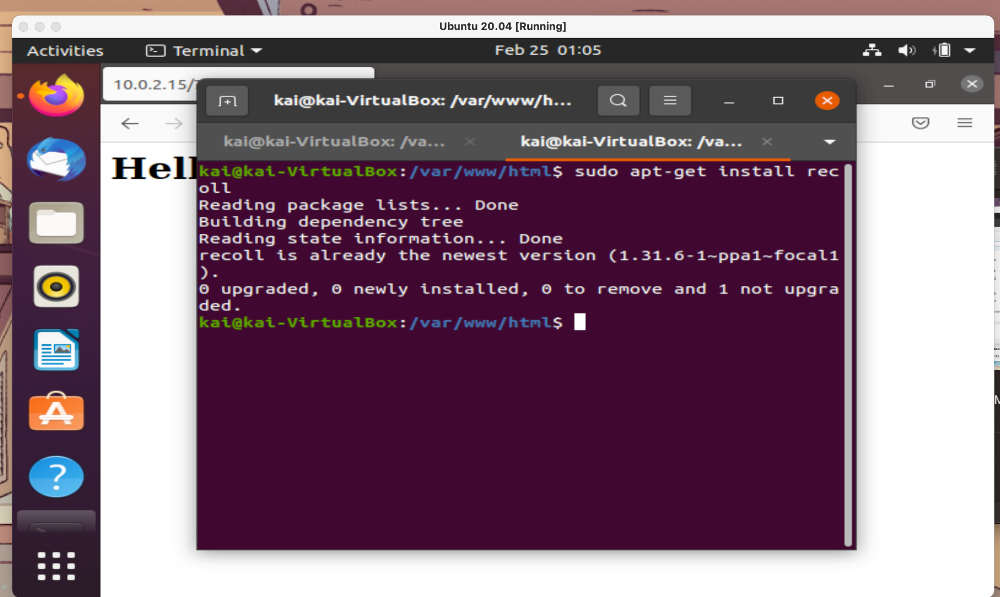 Ubuntu 20.04 [Running]
Activities
Terminal
Feb 25 01:05
10.0.2.15/
kai@kai-VirtualBox: /var/www/h...
kai@kai-VirtualBox: /va...
kai@kai-VirtualBox: /va...
Hell
kai@kai-VirtualBox:/var/www/html$ sudo apt-get install rec
oll
Reading package lists... Done
Building dependency tree
Reading state information... Done
recoll is already the newest version (1.31.6-1~ppa1~focal1
).
0 upgraded, 0 newly installed, 0 to remove and 1 not upgra
ded.
kai@kai-VirtualBox:/var/www/html$